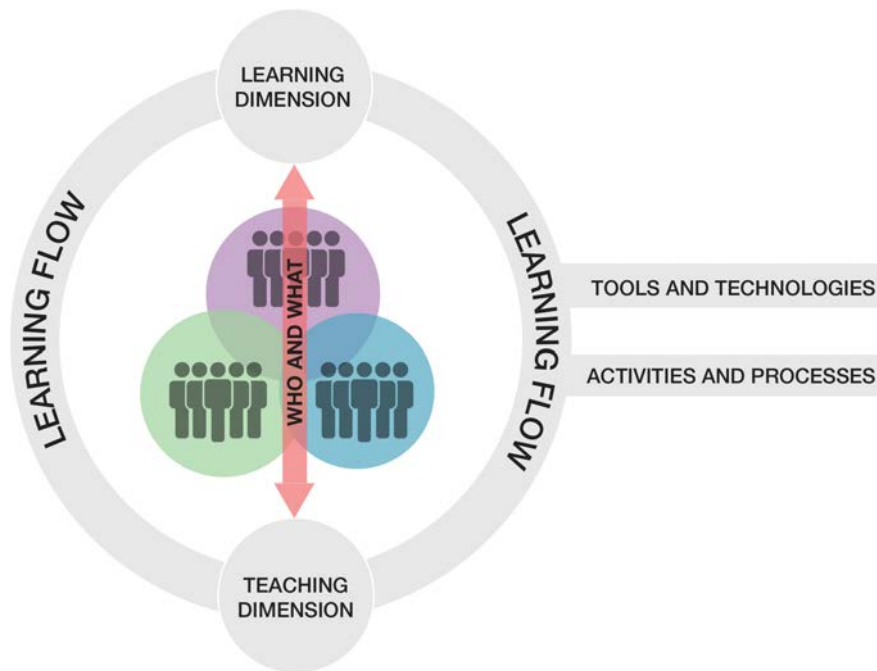 LEARNING
DIMENSION
LEARNING FLOW
WHO AND WHAT
LEARNING FLOW
TOOLS AND TECHNOLOGIES
ACTIVITIES AND PROCESSES
TEACHING
DIMENSION